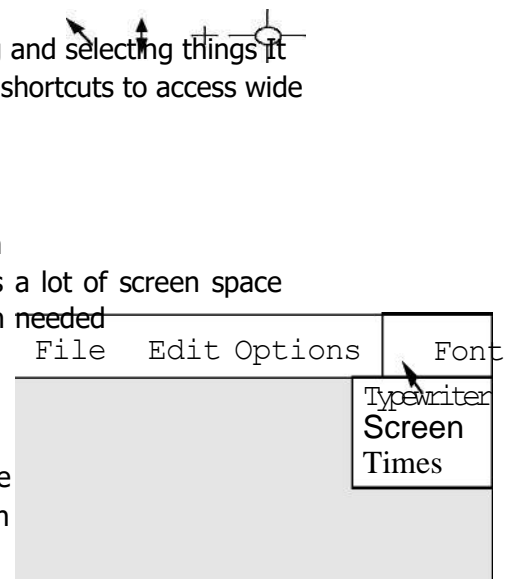 and selecting things It
shortcuts to access wide
s a lot of screen space
n needed
File Edit Options Font
Typewriter
Screen
Times
e
n